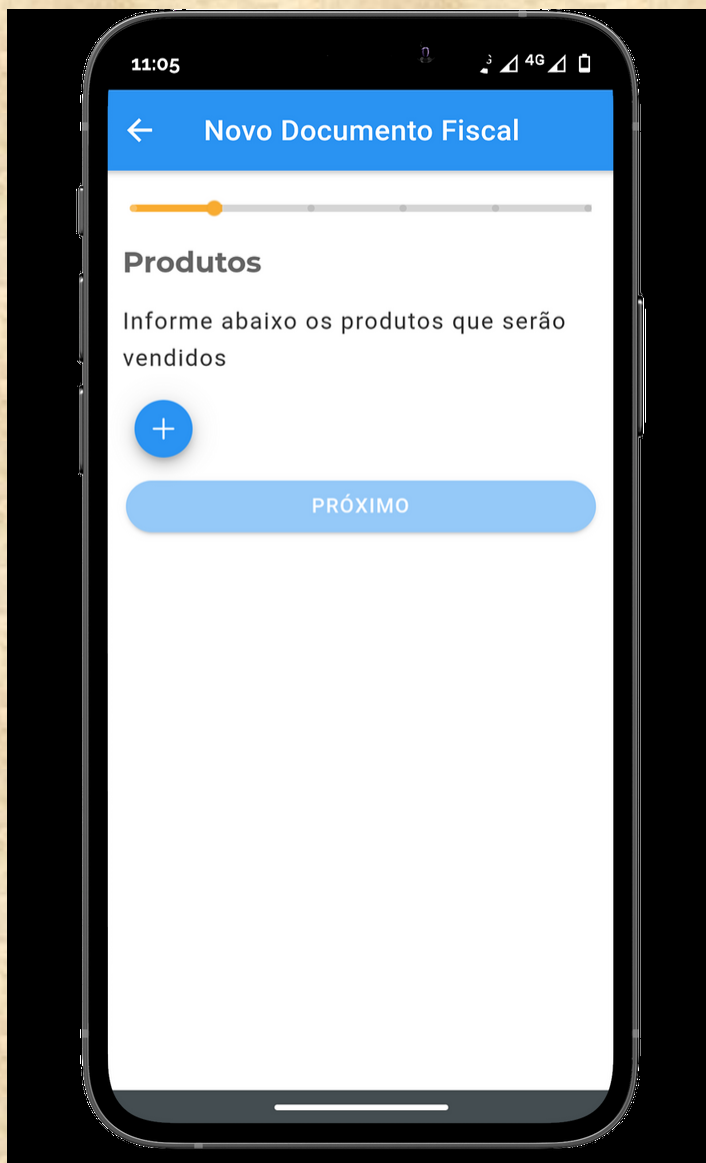 11:05
4G
Novo Documento Fiscal
Produtos
Informe abaixo os produtos que serão
vendidos
PRÓXIMO